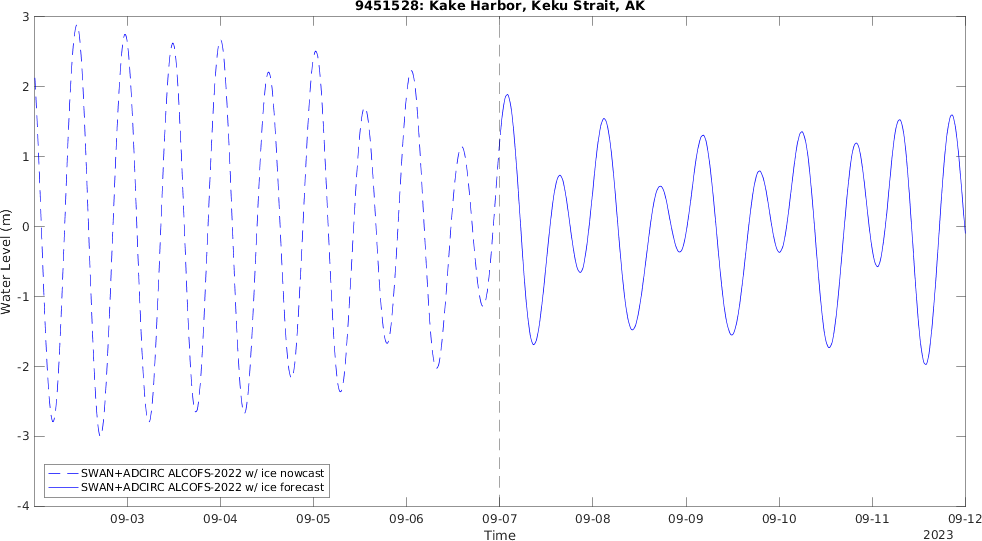 9451528: Kake Harbor, Keku Strait, AK
3
2
1
0
-1
-2
-3
-4
Water Level (m)
SWAN+ADCIRC ALCOFS-2022 w/ ice nowcast
SWAN+ADCIRC ALCOFS-2022 w/ ice forecast
09-03 09-04 09-05 09-06 09-07 09-08 09-09 09-10 09-11 09-12
Time
2023